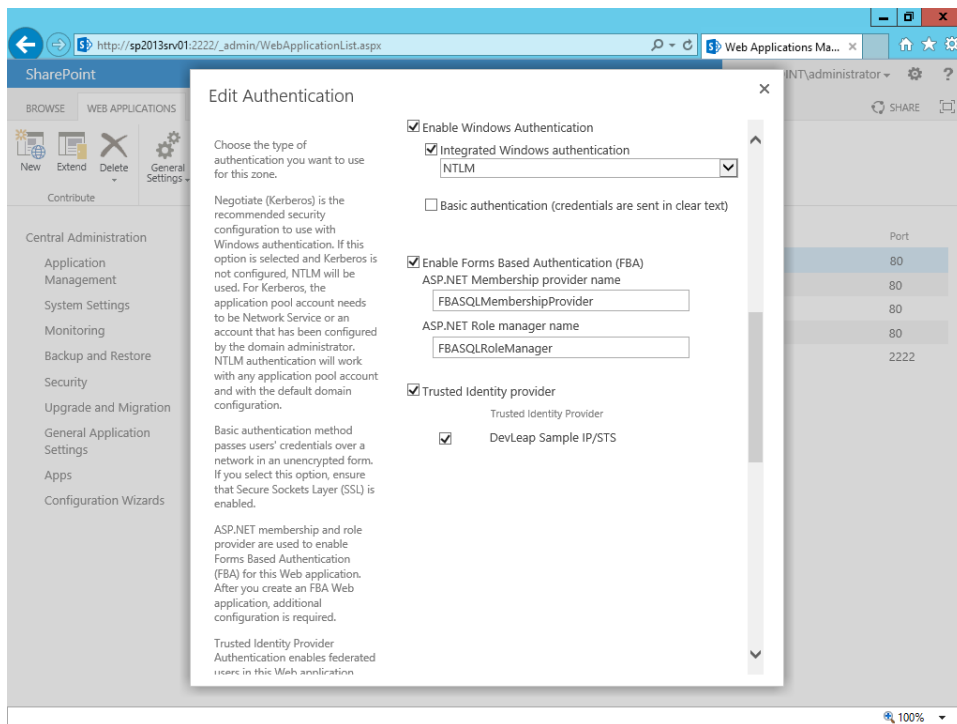 http://sp2013srv01:2222/_admin/WebApplicationList.aspx
Web Applications Ma...
SharePoint
INT\administrator
?
BROWSE
WEB APPLICATIONS
SHARE
New
Extend
Delete
General
Settings
Contribute
Central Administration
Application
Management
System Settings
Monitoring
Backup and Restore
Security
Upgrade and Migration
General Application
Settings
Apps
Configuration Wizards
Edit Authentication
Choose the type of
authentication you want to use
for this zone.
Negotiate (Kerberos) is the
recommended security
configuration to use with
Windows authentication. If this
option is selected and Kerberos is
not configured, NTLM will be
used. For Kerberos, the
application pool account needs
to be Network Service or an
account that has been configured
by the domain administrator.
NTLM authentication will work
with any application pool account
and with the default domain
configuration.
Basic authentication method
passes users' credentials over a
network in an unencrypted form.
If you select this option, ensure
that Secure Sockets Layer (SSL) is
enabled.
ASP.NET membership and role
provider are used to enable
Forms Based Authentication
(FBA) for this Web application.
After you create an FBA Web
application, additional
configuration is required.
Trusted Identity Provider
Authentication enables federated
users in this Web application
Enable Windows Authentication
Integrated Windows authentication
NTLM
Basic authentication (credentials are sent in clear text)
Enable Forms Based Authentication (FBA)
ASP.NET Membership provider name
FBASQLMembershipProvider
ASP.NET Role manager name
FBASQLRoleManager
Trusted Identity provider
Trusted Identity Provider
DevLeap Sample IP/STS
Port
80
80
80
80
2222
100%